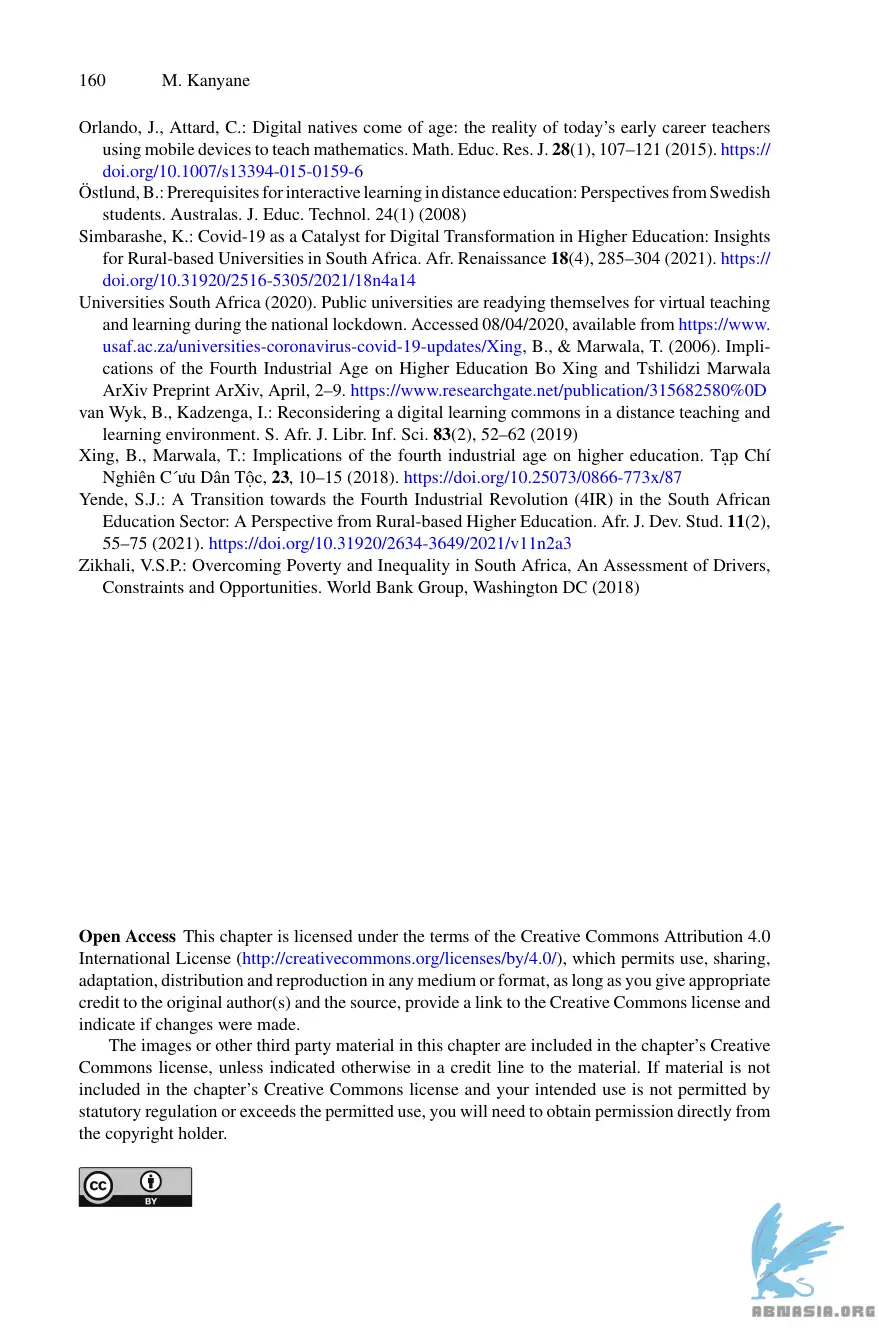 160 M. Kanyane
Orlando, J., Attard, C.: Digital natives come of age: the reality of today’s early career teachers
using mobile devices to teach mathematics. Math. Educ. Res. J. 28(1), 107–121 (2015). https://
doi.org/10.1007/s13394-015-0159-6
Östlund, B.: Prerequisites for interactive learning in distance education: Perspectives from Swedish
students. Australas. J. Educ. Technol. 24(1) (2008)
Simbarashe, K.: Covid-19 as a Catalyst for Digital Transformation in Higher Education: Insights
for Rural-based Universities in South Africa. Afr. Renaissance 18(4), 285–304 (2021). https://
doi.org/10.31920/2516-5305/2021/18n4a14
Universities South Africa (2020). Public universities are readying themselves for virtual teaching
and learning during the national lockdown. Accessed 08/04/2020, available from https://www.
usaf.ac.za/universities-coronavirus-covid-19-updates/Xing, B., & Marwala, T. (2006). Impli-
cations of the Fourth Industrial Age on Higher Education Bo Xing and Tshilidzi Marwala
ArXiv Preprint ArXiv, April, 2–9. https://www.researchgate.net/publication/315682580%0D
van Wyk, B., Kadzenga, I.: Reconsidering a digital learning commons in a distance teaching and
learning environment. S. Afr. J. Libr. Inf. Sci. 83(2), 52–62 (2019)
Xing, B., Marwala, T.: Implications of the fourth industrial age on higher education. Tạp Chí
Nghiên C´ưu Dân Tộc, 23, 10–15 (2018). https://doi.org/10.25073/0866-773x/87
Yende, S.J.: A Transition towards the Fourth Industrial Revolution (4IR) in the South African
Education Sector: A Perspective from Rural-based Higher Education. Afr. J. Dev. Stud. 11(2),
55–75 (2021). https://doi.org/10.31920/2634-3649/2021/v11n2a3
Zikhali, V.S.P.: Overcoming Poverty and Inequality in South Africa, An Assessment of Drivers,
Constraints and Opportunities. World Bank Group, Washington DC (2018)
Open Access This chapter is licensed under the terms of the Creative Commons Attribution 4.0
International License (http://creativecommons.org/licenses/by/4.0/), which permits use, sharing,
adaptation, distribution and reproduction in any medium or format, as long as you give appropriate
credit to the original author(s) and the source, provide a link to the Creative Commons license and
indicate if changes were made.
The images or other third party material in this chapter are included in the chapter’s Creative
Commons license, unless indicated otherwise in a credit line to the material. If material is not
included in the chapter’s Creative Commons license and your intended use is not permitted by
statutory regulation or exceeds the permitted use, you will need to obtain permission directly from
the copyright holder.
cc BY
ABNASIA.ORG